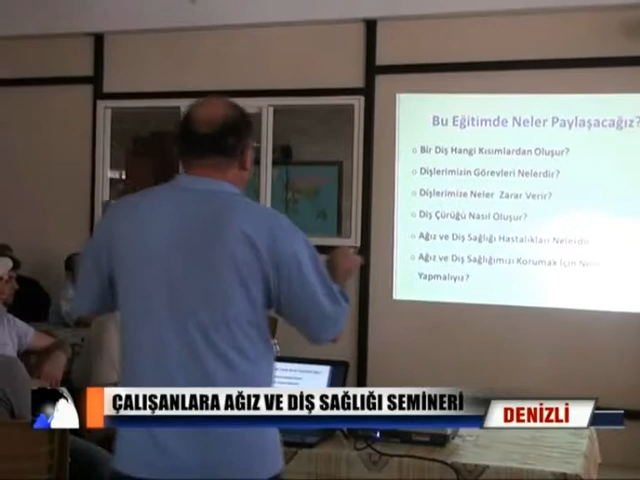 Bu Eğitimde Neler Paylaşacağız?
Bir Diş Hangi Kısımlardan Oluşur?
Dişlerimizin Görevleri Nelerdir?
Dişlerimize Neler Zarar Verir?
Diş Çürüğü Nasıl Oluşur?
Ağız ve Diş Sağlığı Hastalıkları Nelerdir
Ağız ve Diş Sağlığımızı Korumak İçin
Yapmalıyız?
ÇALIŞANLARA AĞIZ VE DİŞ SAĞLIĞI SEMİNERİ
DENİZLİ